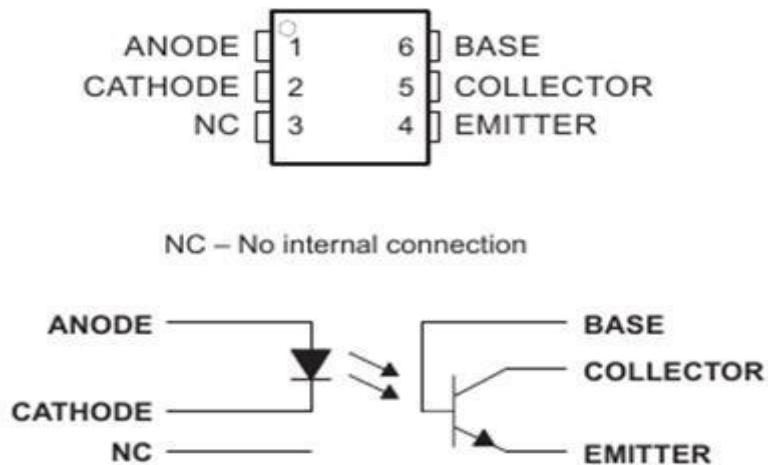 ANODE 1 6 BASE
CATHODE 2 5 COLLECTOR
NC 3 4 EMITTER
NC – No internal connection
ANODE BASE
COLLECTOR
CATHODE
NC EMITTER